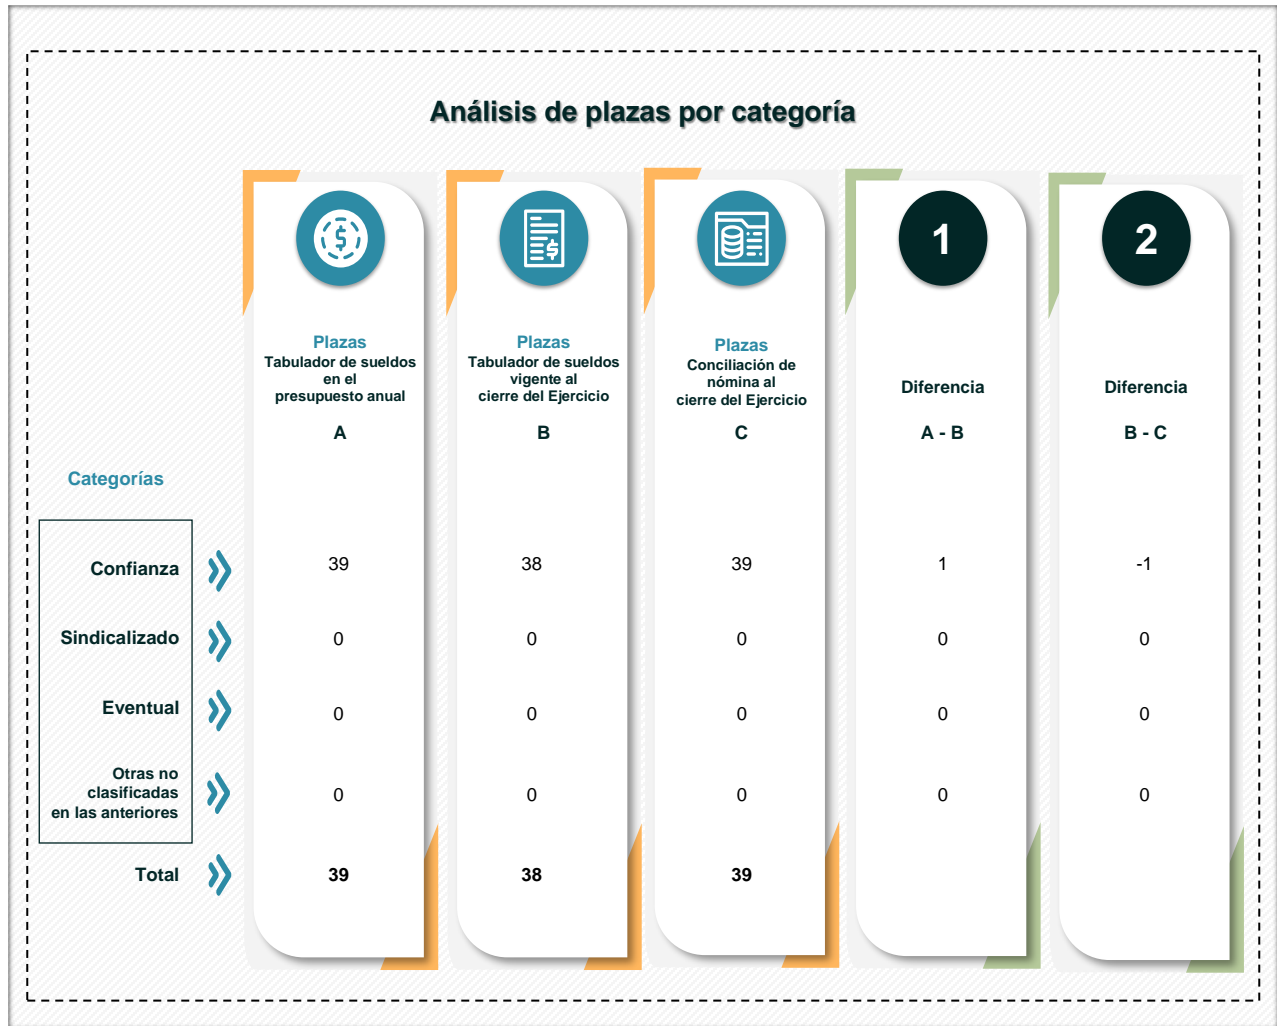 Análisis de plazas por categoría
Plazas
Tabulador de sueldos
en el
presupuesto anual
A
Plazas
Tabulador de sueldos
vigente al
cierre del Ejercicio
B
Plazas
Conciliación de
nómina al
cierre del Ejercicio
C
1
Diferencia
A - B
2
Diferencia
B - C
Categorías
Confianza 39 38 39 1 -1
Sindicalizado 0 0 0 0 0
Eventual 0 0 0 0 0
Otras no
clasificadas
en las anteriores 0 0 0 0 0
Total 39 38 39